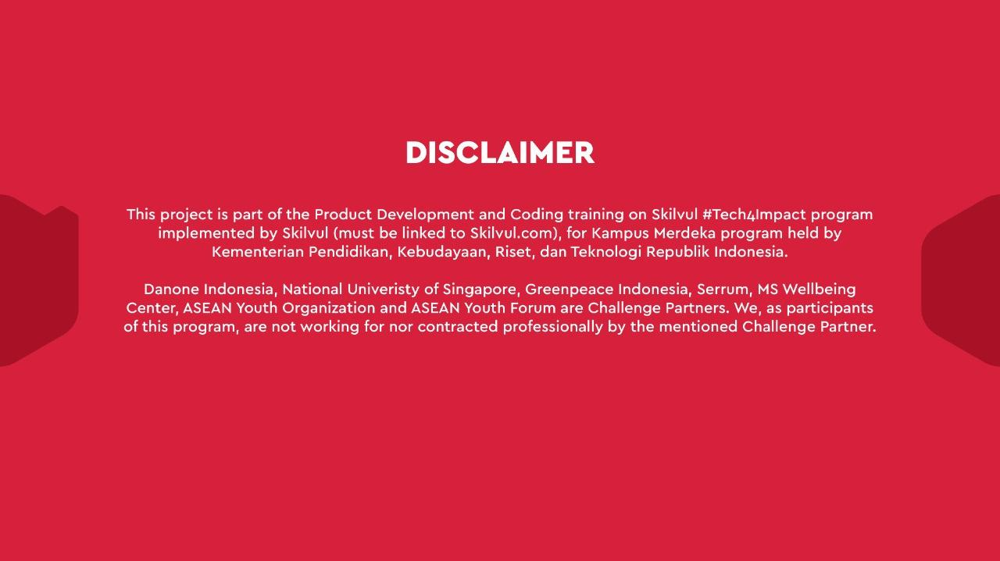 DISCLAIMER
This project is part of the Product Development and Coding training on Skilvul #Tech4Impact program
implemented by Skilvul (must be linked to Skilvul.com), for Kampus Merdeka program held by
Kementerian Pendidikan, Kebudayaan, Riset, dan Teknologi Republik Indonesia.
Danone Indonesia, National Univeristy of Singapore, Greenpeace Indonesia, Serrum, MS Wellbeing
Center, ASEAN Youth Organization and ASEAN Youth Forum are Challenge Partners. We, as participants
of this program, are not working for nor contracted professionally by the mentioned Challenge Partner.